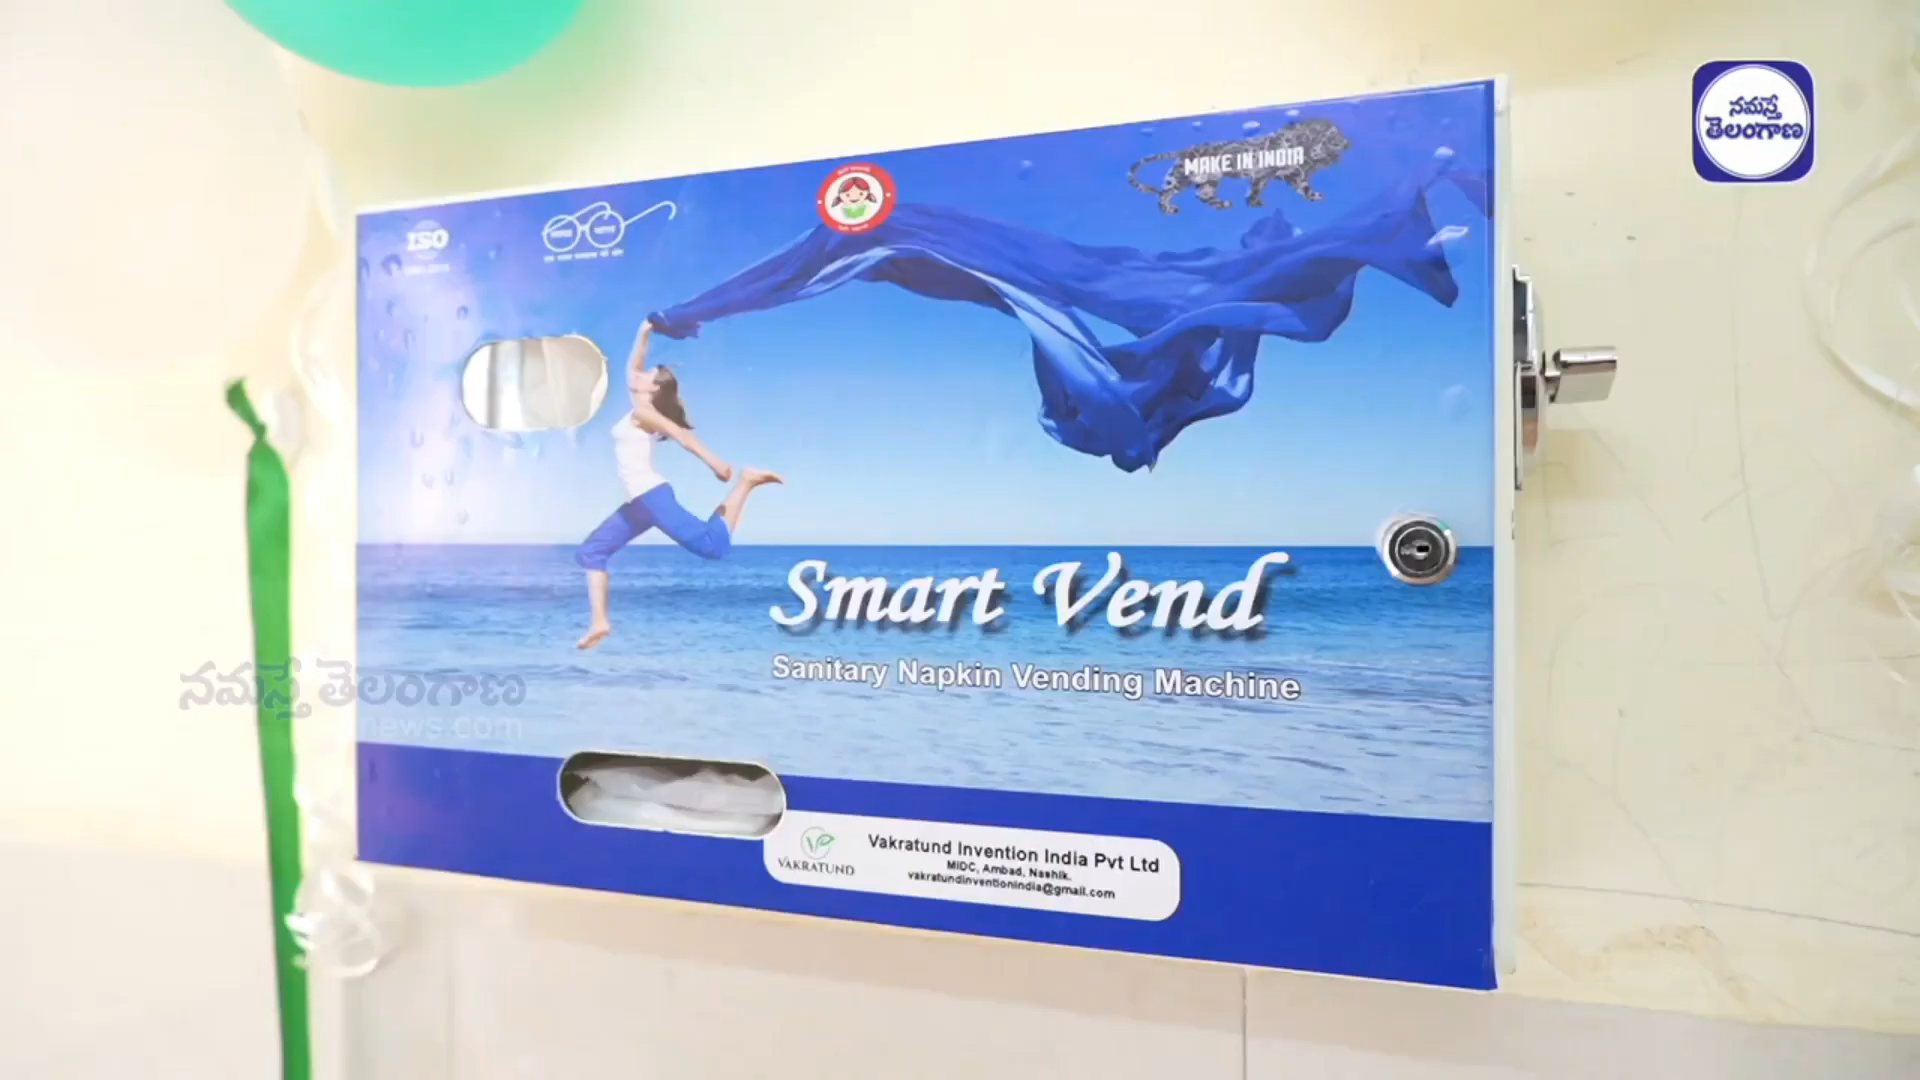 నమస్తే
తెలంగాణ
MAKE IN INDIA
ISO
Smart Vend
Sanitary Napkin Vending Machine
నమస్తే తెలంగాణ
news.com
VAKRATUND
Vakratund Invention India Pvt Ltd
MIDC, Ambad, Nashik.
vakratundinventionindia@gmail.com